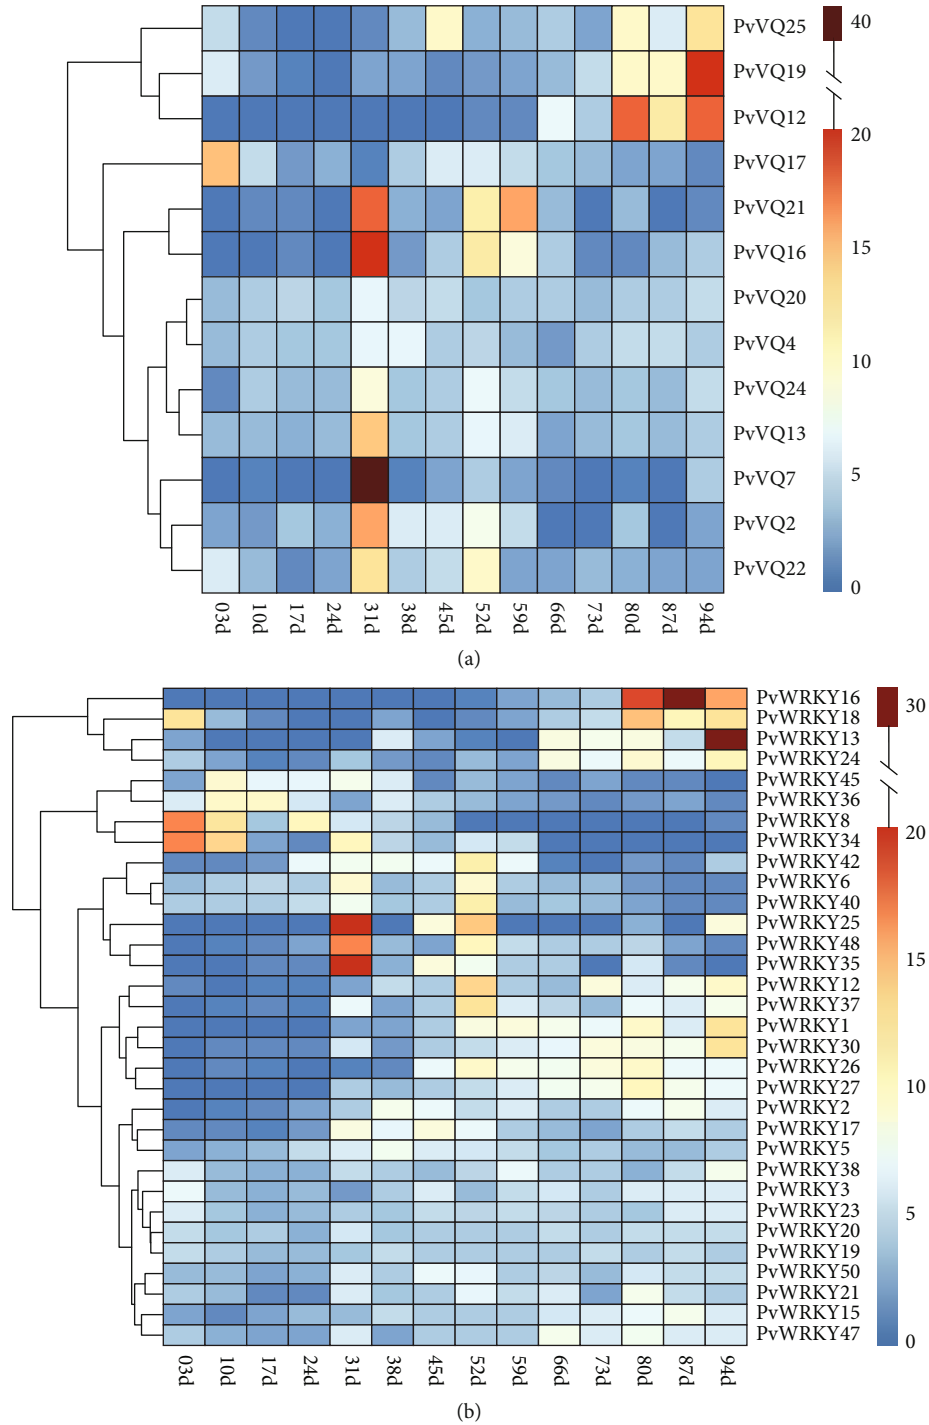 PvVQ25
PvVQ19
PvVQ12
PvVQ17
PvVQ21
PvVQ16
PvVQ20
PvVQ4
PvVQ24
PvVQ13
PvVQ7
PvVQ2
PvVQ22
40
20
15
10
5
0
03d 10d 17d 24d 31d 38d 45d 52d 59d 66d 73d 80d 87d 94d
(a)
PvWRKY16
PvWRKY18
PvWRKY13
PvWRKY24
PvWRKY45
PvWRKY36
PvWRKY8
PvWRKY34
PvWRKY42
PvWRKY6
PvWRKY40
PvWRKY25
PvWRKY48
PvWRKY35
PvWRKY12
PvWRKY37
PvWRKY1
PvWRKY30
PvWRKY26
PvWRKY27
PvWRKY2
PvWRKY17
PvWRKY5
PvWRKY38
PvWRKY3
PvWRKY23
PvWRKY20
PvWRKY19
PvWRKY50
PvWRKY21
PvWRKY15
PvWRKY47
30
20
15
10
5
0
03d 10d 17d 24d 31d 38d 45d 52d 59d 66d 73d 80d 87d 94d
(b)